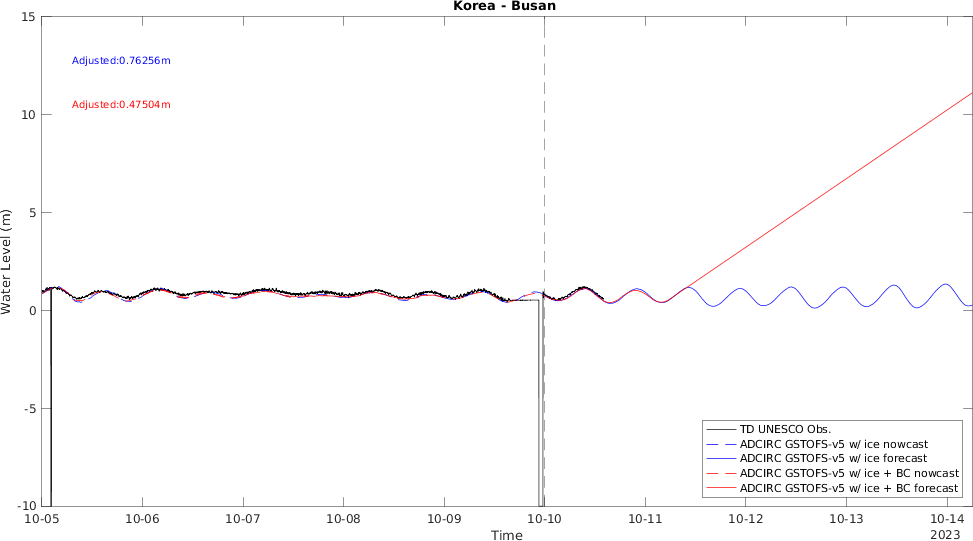 Korea - Busan
Adjusted:0.76256m
Adjusted:0.47504m
Water Level (m)
15
10
5
0
-5
-10
TD UNESCO Obs.
ADCIRC GSTOFS-v5 w/ ice nowcast
ADCIRC GSTOFS-v5 w/ ice forecast
ADCIRC GSTOFS-v5 w/ ice + BC nowcast
ADCIRC GSTOFS-v5 w/ ice + BC forecast
10-05 10-06 10-07 10-08 10-09 10-10 10-11 10-12 10-13 10-14
Time
2023